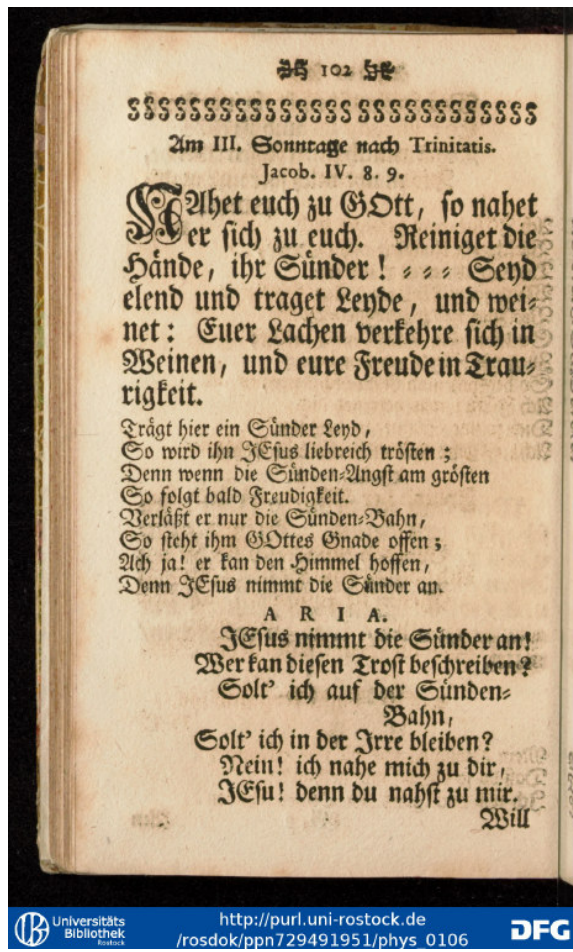 102
Am III. Sonntage nach Trinitatis.
Jacob. IV. 8. 9.
NAhet euch zu GOtt, so nahet
er sich zu euch. Reiniget die
Hände, ihr Sünder! = = = Seyd
elend und traget Leyde, und wei=
net: Euer Lachen verkehre sich in
Weinen, und eure Freude in Trau=
rigkeit.
Trägt hier ein Sünder Leyd,
So wird ihn JEsus liebreich trösten;
Denn wenn die Sünden=Angst am grösten
So folgt bald Freudigkeit.
Verläßt er nur die Sünden=Bahn,
So steht ihm GOttes Gnade offen;
Ach ja! er kan den Himmel hoffen,
Denn JEsus nimmt die Sünder an.
ARIA.
JEsus nimmt die Sünder an!
Wer kan diesen Trost beschreiben?
Solt' ich auf der Sünden=
Bahn,
Solt' ich in der Irre bleiben?
Nein! ich nahe mich zu dir,
JEsu! denn du nahst zu mir.
Will
Universitäts
Bibliothek
Rostock
http://purl.uni-rostock.de
/rosdok/ppn729491951/phys_0106
DFG